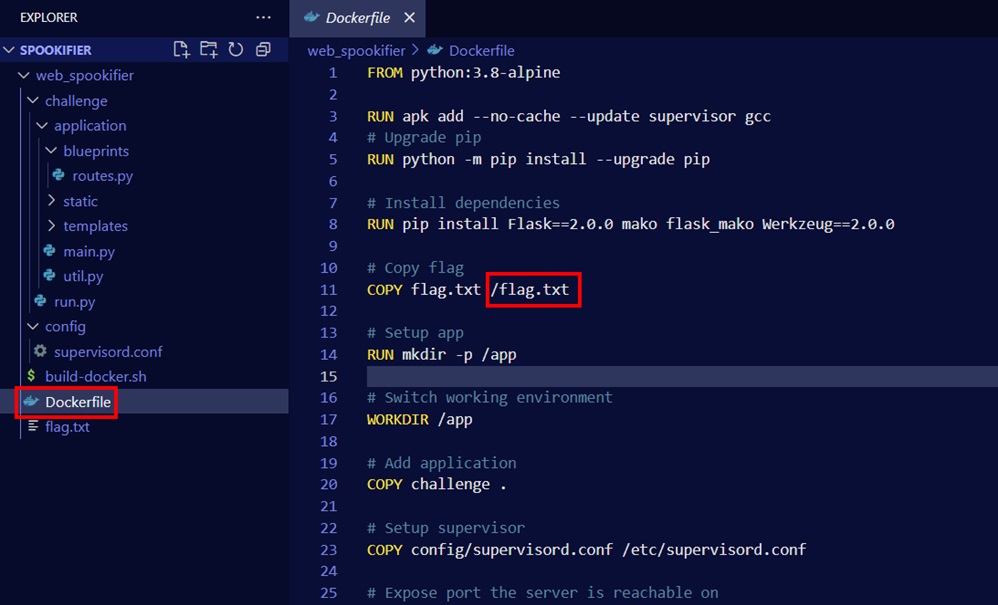 EXPLORER
SPOOKIFIER
web_spookifier
challenge
application
blueprints
routes.py
static
templates
main.py
util.py
run.py
config
supervisord.conf
$ build-docker.sh
Dockerfile
flag.txt
Dockerfile
web_spookifier > Dockerfile
1 FROM python:3.8-alpine
2
3 RUN apk add --no-cache --update supervisor gcc
4 # Upgrade pip
5 RUN python -m pip install --upgrade pip
6
7 # Install dependencies
8 RUN pip install Flask==2.0.0 mako flask_mako Werkzeug==2.0.0
9
10 # Copy flag
11 COPY flag.txt /flag.txt
12
13 # Setup app
14 RUN mkdir -p /app
15
16 # Switch working environment
17 WORKDIR /app
18
19 # Add application
20 COPY challenge .
21
22 # Setup supervisor
23 COPY config/supervisord.conf /etc/supervisord.conf
24
25 # Expose port the server is reachable on